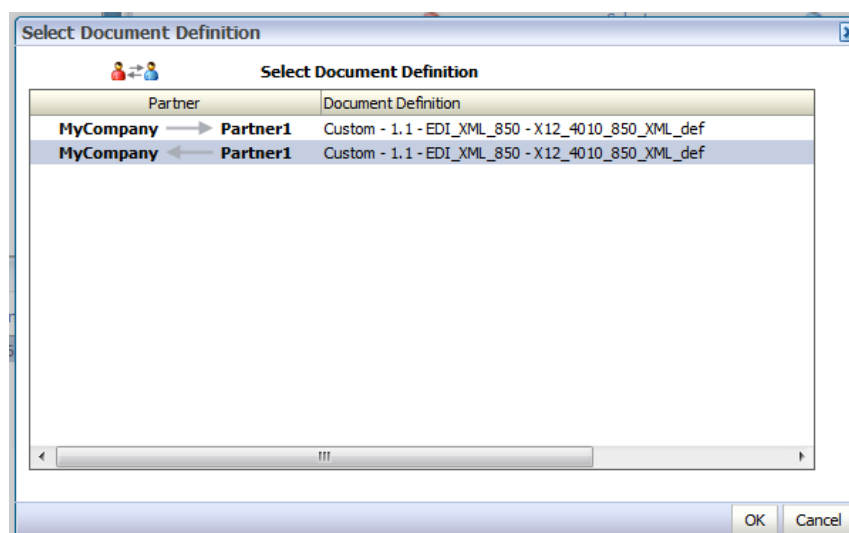 Select Document Definition
Select Document Definition
Partner Document Definition
MyCompany Partner1 Custom - 1.1 - EDI_XML_850 - X12_4010_850_XML_def
MyCompany Partner1 Custom - 1.1 - EDI_XML_850 - X12_4010_850_XML_def
OK Cancel